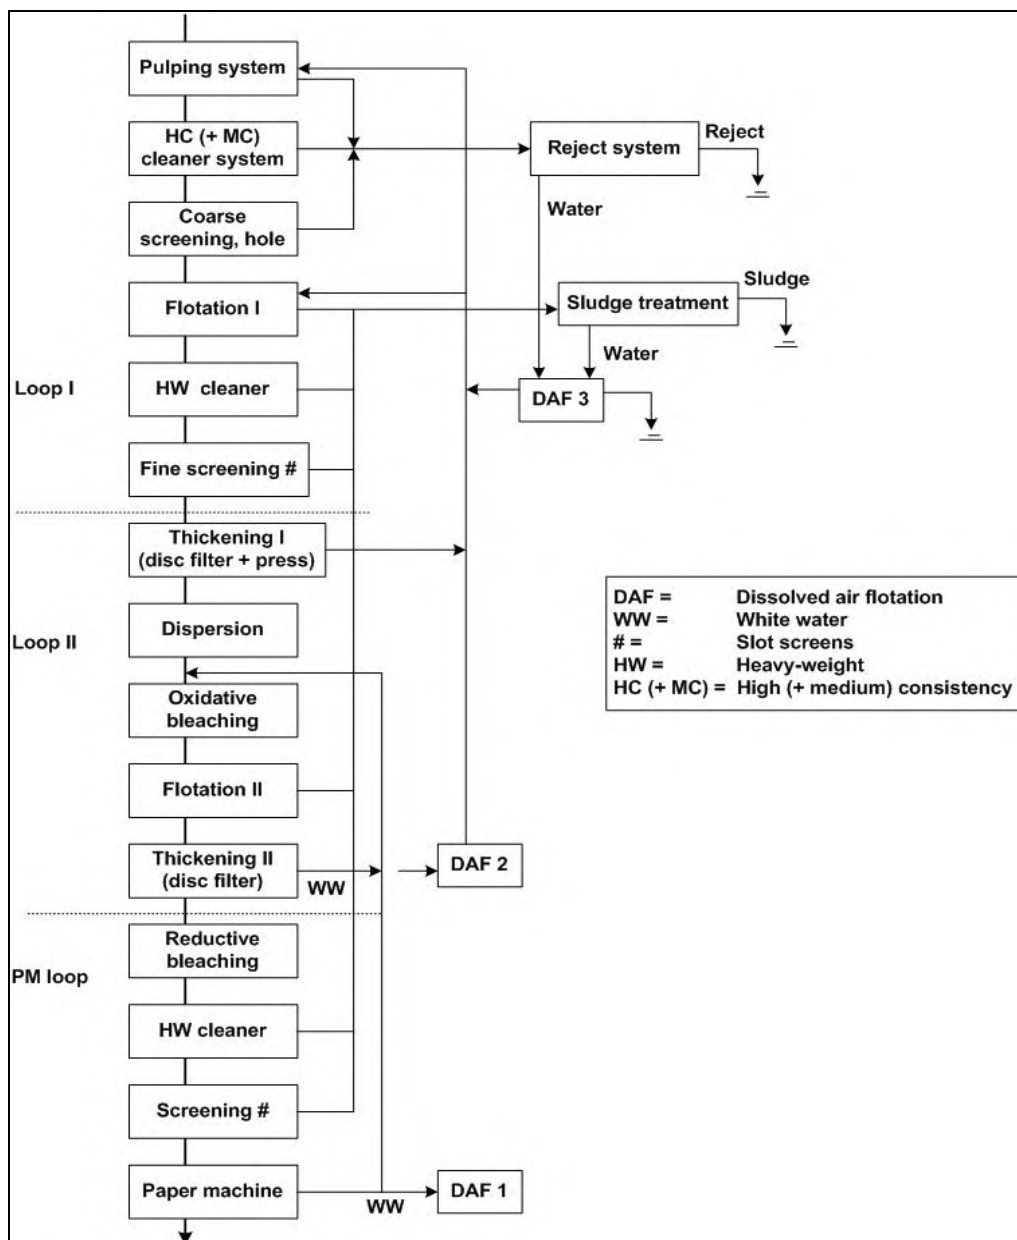 Pulping system
HC (+ MC)
cleaner system
Reject system
Reject
Water
Coarse
screening, hole
Flotation I
Sludge treatment
Sludge
Water
Loop I
HW cleaner
DAF 3
Fine screening #
Thickening I
(disc filter + press)
Loop II
Dispersion
DAF = Dissolved air flotation
WW = White water
# = Slot screens
HW = Heavy-weight
HC (+ MC) = High (+ medium) consistency
Oxidative
bleaching
Flotation II
Thickening II
(disc filter)
WW
DAF 2
PM loop
Reductive
bleaching
HW cleaner
Screening #
Paper machine
WW
DAF 1